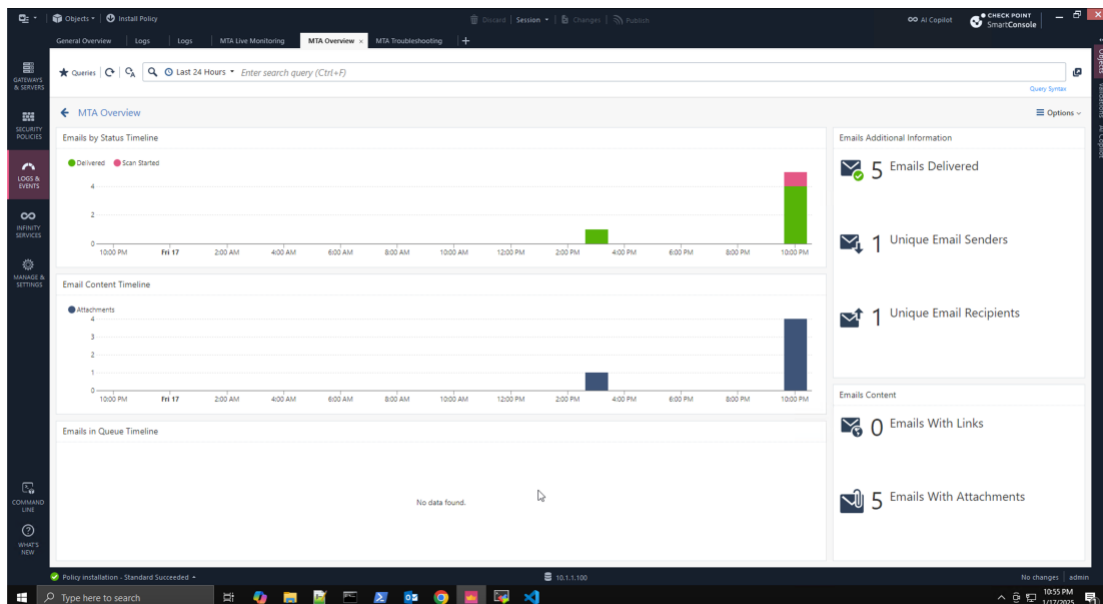 Objects
Install Policy
Discard
Session
Changes
Publish
AI Copilot
CHECK POINT
SmartConsole
General Overview
Logs
Logs
MTA Live Monitoring
MTA Overview
MTA Troubleshooting
GATEWAYS
& SERVERS
SECURITY
POLICIES
LOGS &
EVENTS
INFINITY
SERVICES
MANAGE &
SETTINGS
COMMAND
LINE
WHAT'S
NEW
Queries
Last 24 Hours
Enter search query (Ctrl+F)
Query Syntax
MTA Overview
Options
Emails by Status Timeline
Delivered
Scan Started
4
2
0
10:00 PM
Fri 17
2:00 AM
4:00 AM
6:00 AM
8:00 AM
10:00 AM
12:00 PM
2:00 PM
4:00 PM
6:00 PM
8:00 PM
10:00 PM
Email Content Timeline
Attachments
4
3
2
1
0
10:00 PM
Fri 17
2:00 AM
4:00 AM
6:00 AM
8:00 AM
10:00 AM
12:00 PM
2:00 PM
4:00 PM
6:00 PM
8:00 PM
10:00 PM
Emails in Queue Timeline
No data found.
Emails Additional Information
5 Emails Delivered
1 Unique Email Senders
1 Unique Email Recipients
Emails Content
0 Emails With Links
5 Emails With Attachments
Objects
Validations
AI Copilot
Policy installation - Standard Succeeded
10.1.1.100
No changes
admin
Type here to search
10:55 PM
1/17/2025